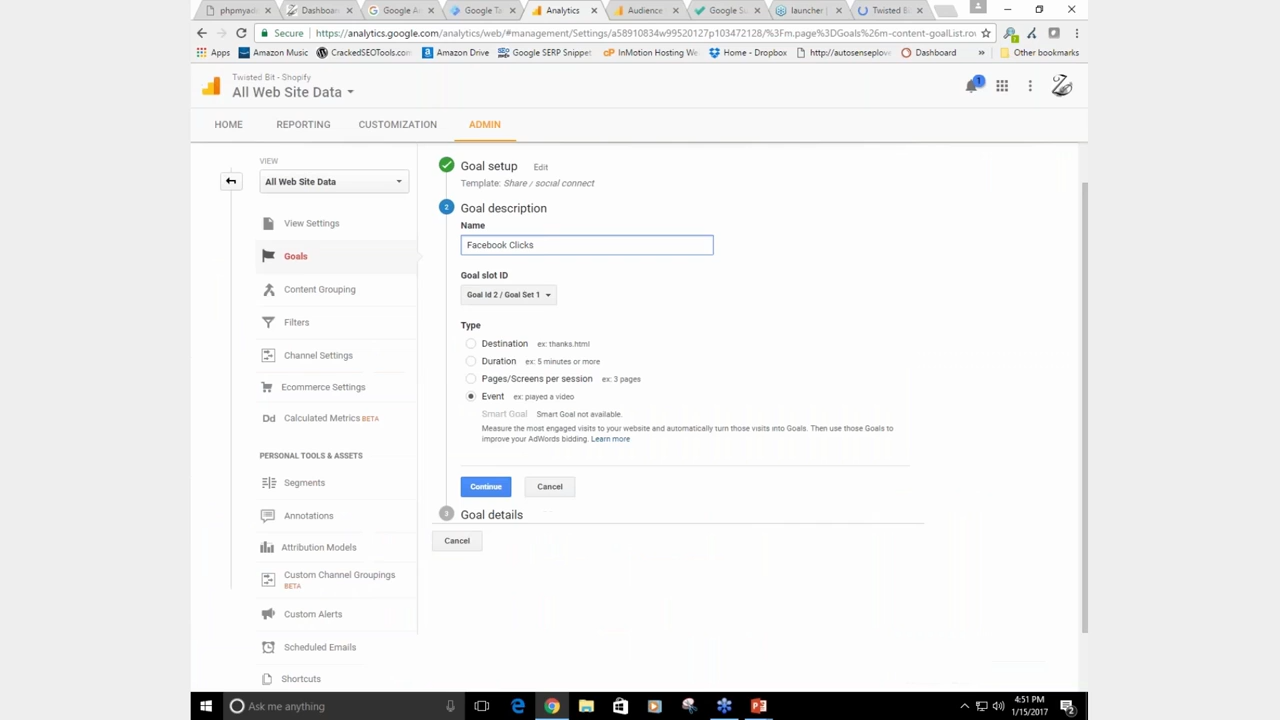 phpmyad
Dashboar
Google Ad
Google Ta
Analytics
Audience
Google S
launcher |
Twisted B
Secure
https://analytics.google.com/analytics/web/#management/Settings/a58910834w99520127p103472128/%3Fm.page%3DGoals%26m-content-goalList.rov
Apps
Amazon Music
CrackedSEOTools.com
Amazon Drive
Google SERP Snippet
InMotion Hosting We
Home - Dropbox
http://autosenseplove
Dashboard
»
Other bookmarks
Twisted Bit - Shopify
All Web Site Data
1
HOME
REPORTING
CUSTOMIZATION
ADMIN
VIEW
All Web Site Data
View Settings
Goals
Content Grouping
Filters
Channel Settings
Ecommerce Settings
Dd Calculated Metrics BETA
PERSONAL TOOLS & ASSETS
Segments
Annotations
Attribution Models
Custom Channel Groupings
BETA
Custom Alerts
Scheduled Emails
Shortcuts
Goal setup Edit
Template: Share / social connect
2 Goal description
Name
Facebook Clicks
Goal slot ID
Goal Id 2 / Goal Set 1
Type
Destination ex: thanks.html
Duration ex: 5 minutes or more
Pages/Screens per session ex: 3 pages
Event ex: played a video
Smart Goal Smart Goal not available.
Measure the most engaged visits to your website and automatically turn those visits into Goals. Then use those Goals to
improve your AdWords bidding. Learn more
Continue
Cancel
3 Goal details
Cancel
Ask me anything
4:51 PM
1/15/2017
2